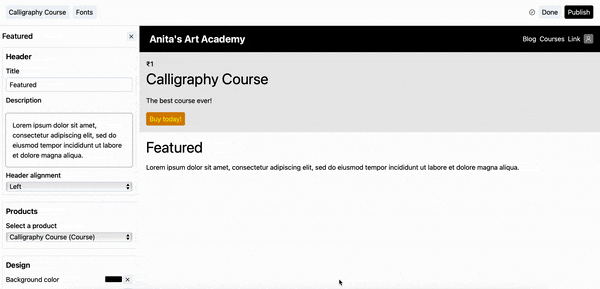 Calligraphy Course Fonts Done Publish
Featured
Header
Title
Featured
Description
Lorem ipsum dolor sit amet,
consectetur adipiscing elit, sed do
eiusmod tempor incididunt ut labore
et dolore magna aliqua.
Header alignment
Left
Products
Select a product
Calligraphy Course (Course)
Design
Background color
Anita's Art Academy Blog Courses Link
₹1
Calligraphy Course
The best course ever!
Buy today!
Featured
Lorem ipsum dolor sit amet, consectetur adipiscing elit, sed do eiusmod tempor incididunt ut labore et dolore magna aliqua.